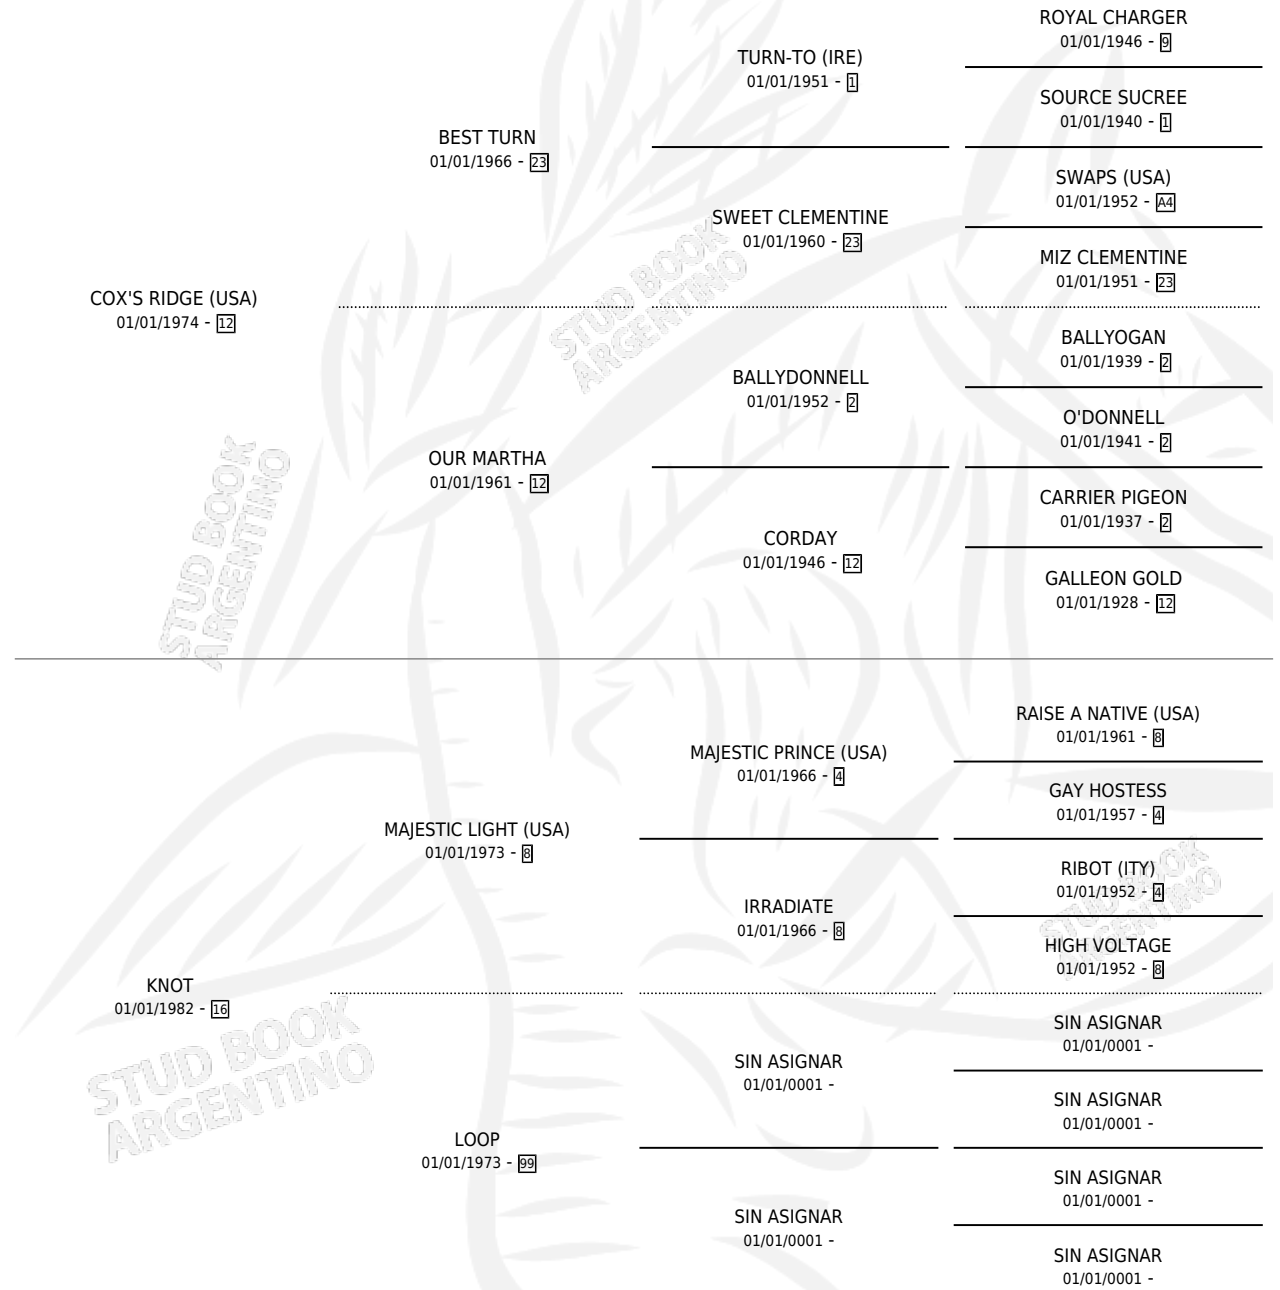 ROYAL CHARGER
01/01/1946 - 9
TURN-TO (IRE)
01/01/1951 - 1
SOURCE SUCREE
01/01/1940 - 1
BEST TURN
01/01/1966 - 23
SWAPS (USA)
01/01/1952 - A4
SWEET CLEMENTINE
01/01/1960 - 23
MIZ CLEMENTINE
01/01/1951 - 23
COX'S RIDGE (USA)
01/01/1974 - 12
STUD BOOK
ARGENTINO
BALLYOGAN
01/01/1939 - 2
BALLYDONNELL
01/01/1952 - 2
O'DONNELL
01/01/1941 - 2
OUR MARTHA
01/01/1961 - 12
CARRIER PIGEON
01/01/1937 - 2
CORDAY
01/01/1946 - 12
GALLEON GOLD
01/01/1928 - 12
STUD BOOK
ARGENTINO
RAISE A NATIVE (USA)
01/01/1961 - 8
MAJESTIC PRINCE (USA)
01/01/1966 - 4
GAY HOSTESS
01/01/1957 - 4
MAJESTIC LIGHT (USA)
01/01/1973 - 8
RIBOT (ITY)
01/01/1952 - 4
IRRADIATE
01/01/1966 - 8
STUD BOOK
ARGENTINO
HIGH VOLTAGE
01/01/1952 - 8
KNOT
01/01/1982 - 16
SIN ASIGNAR
01/01/0001 -
SIN ASIGNAR
01/01/0001 -
STUD BOOK
ARGENTINO
SIN ASIGNAR
01/01/0001 -
LOOP
01/01/1973 - 99
SIN ASIGNAR
01/01/0001 -
SIN ASIGNAR
01/01/0001 -
SIN ASIGNAR
01/01/0001 -